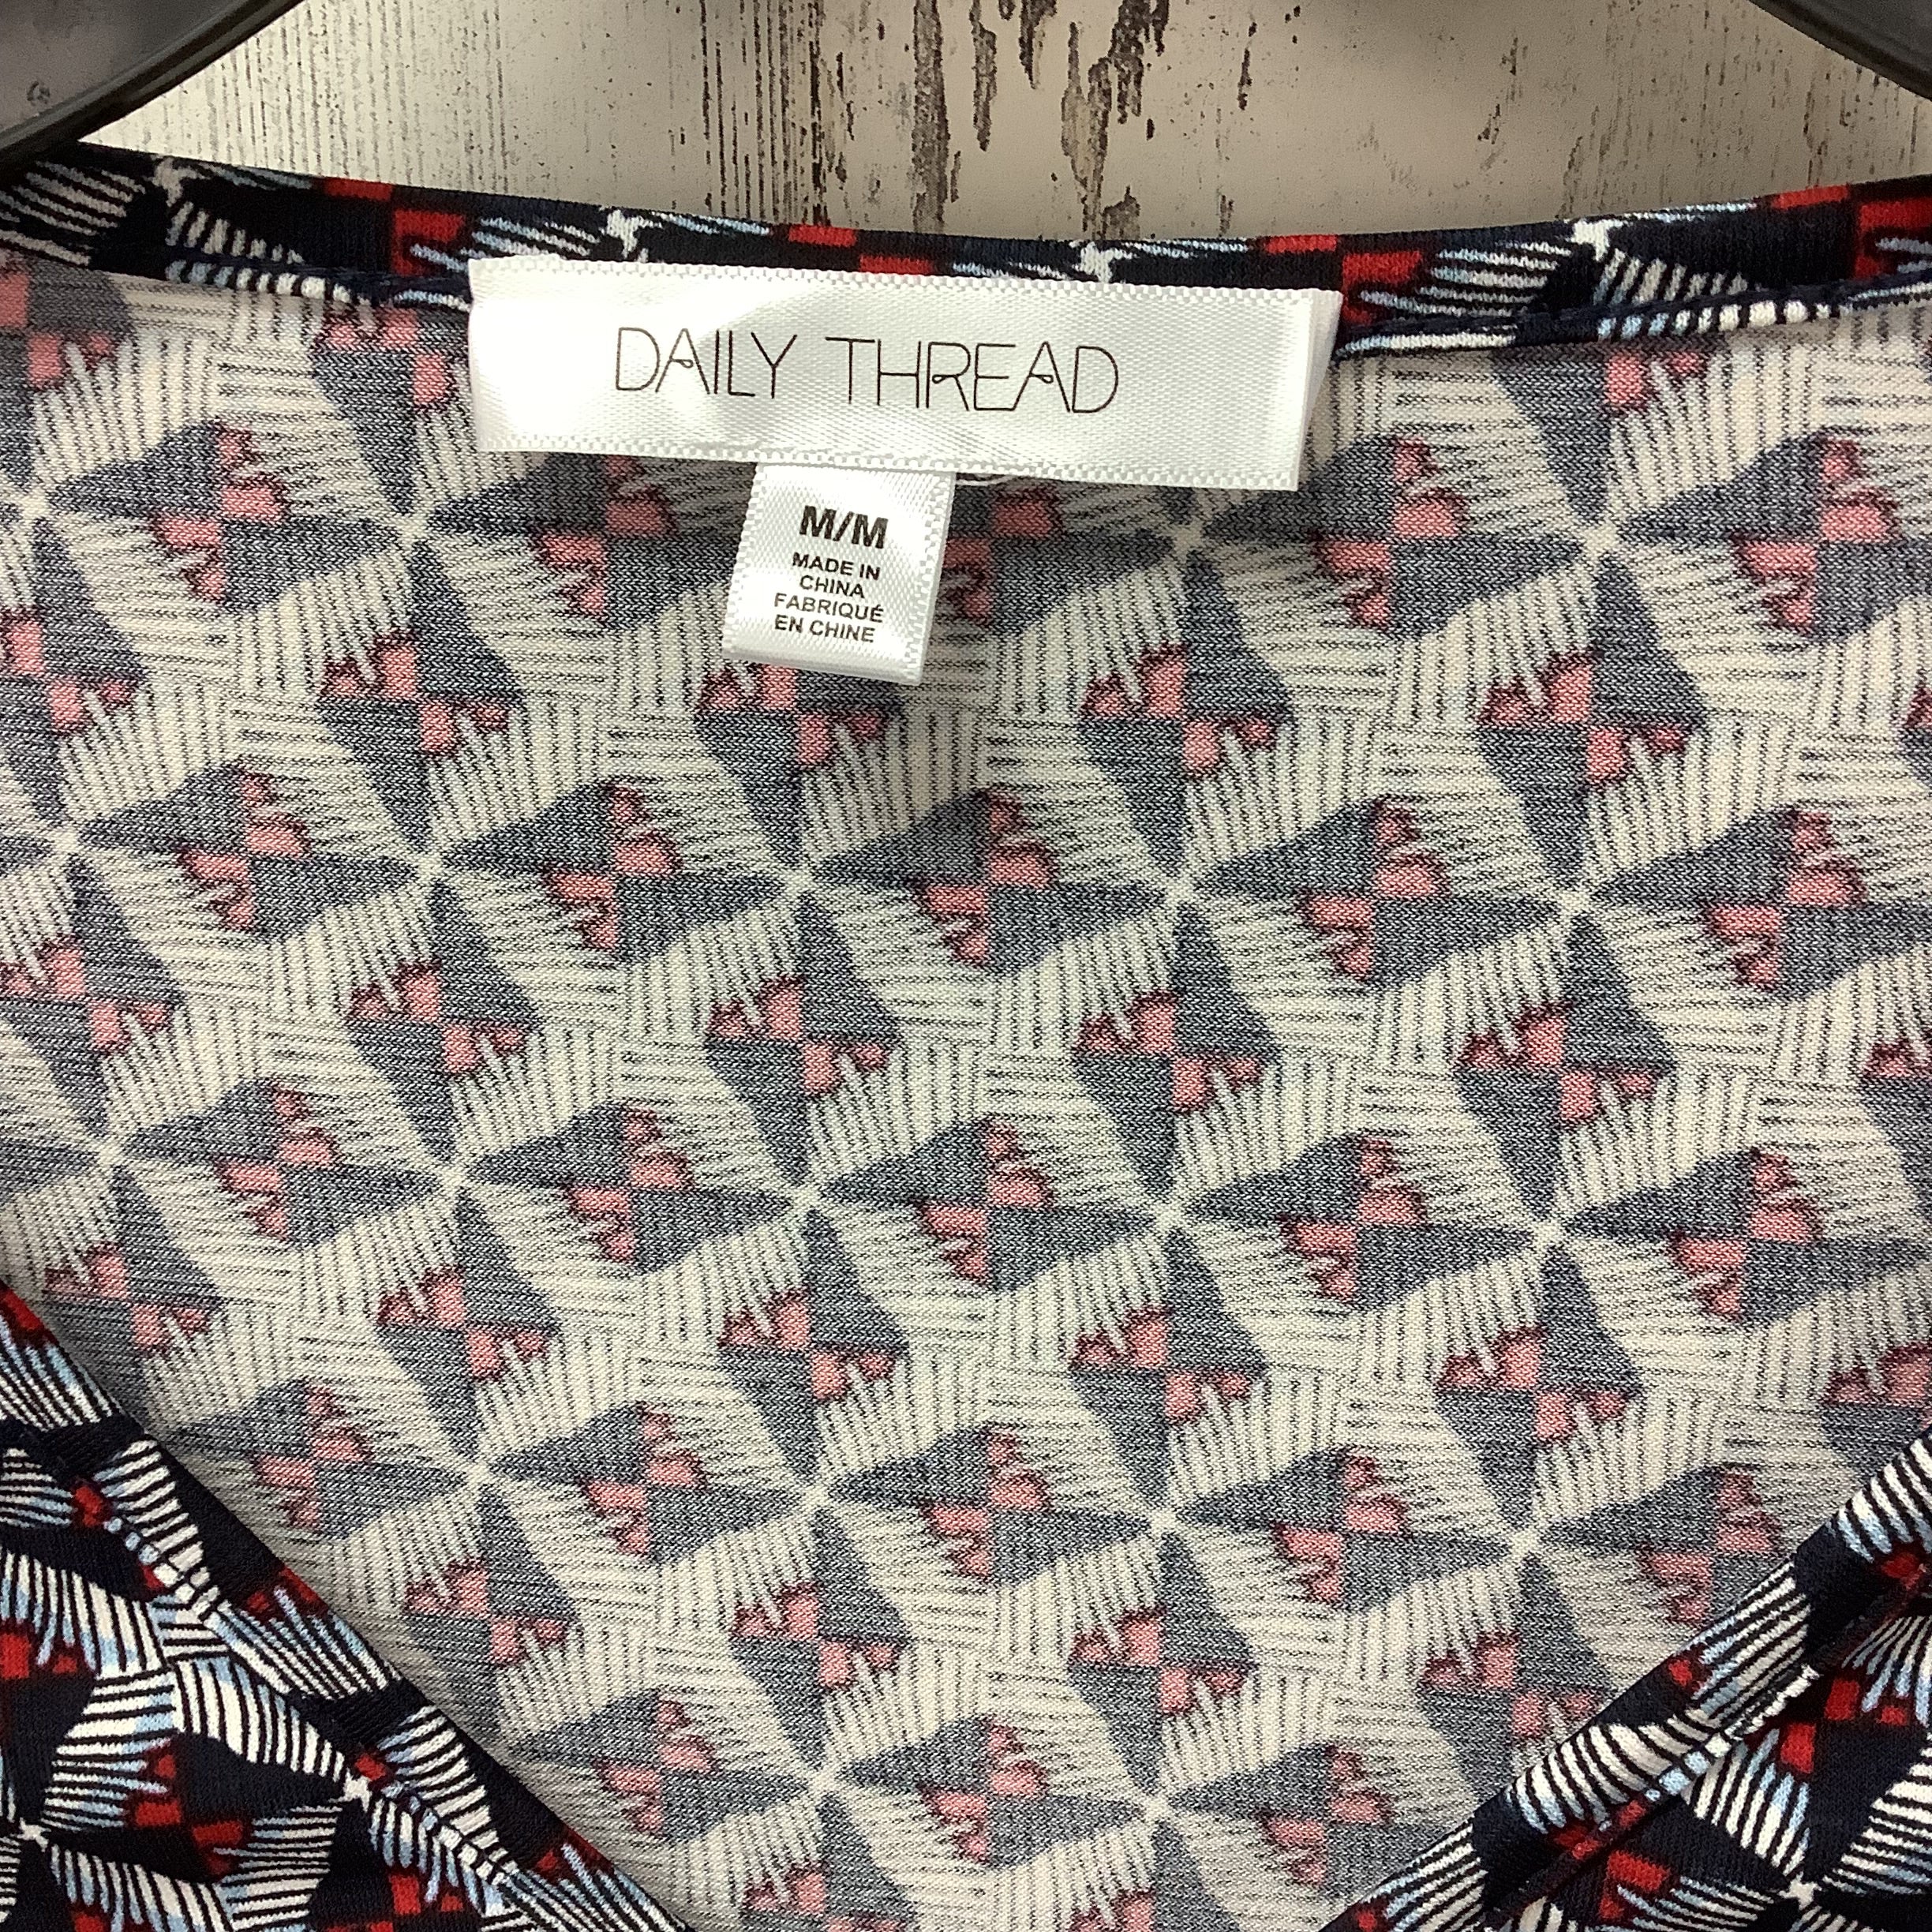 DAILY THREAD
M/M
MADE IN
CHINA
FABRIQUÉ
EN CHINE